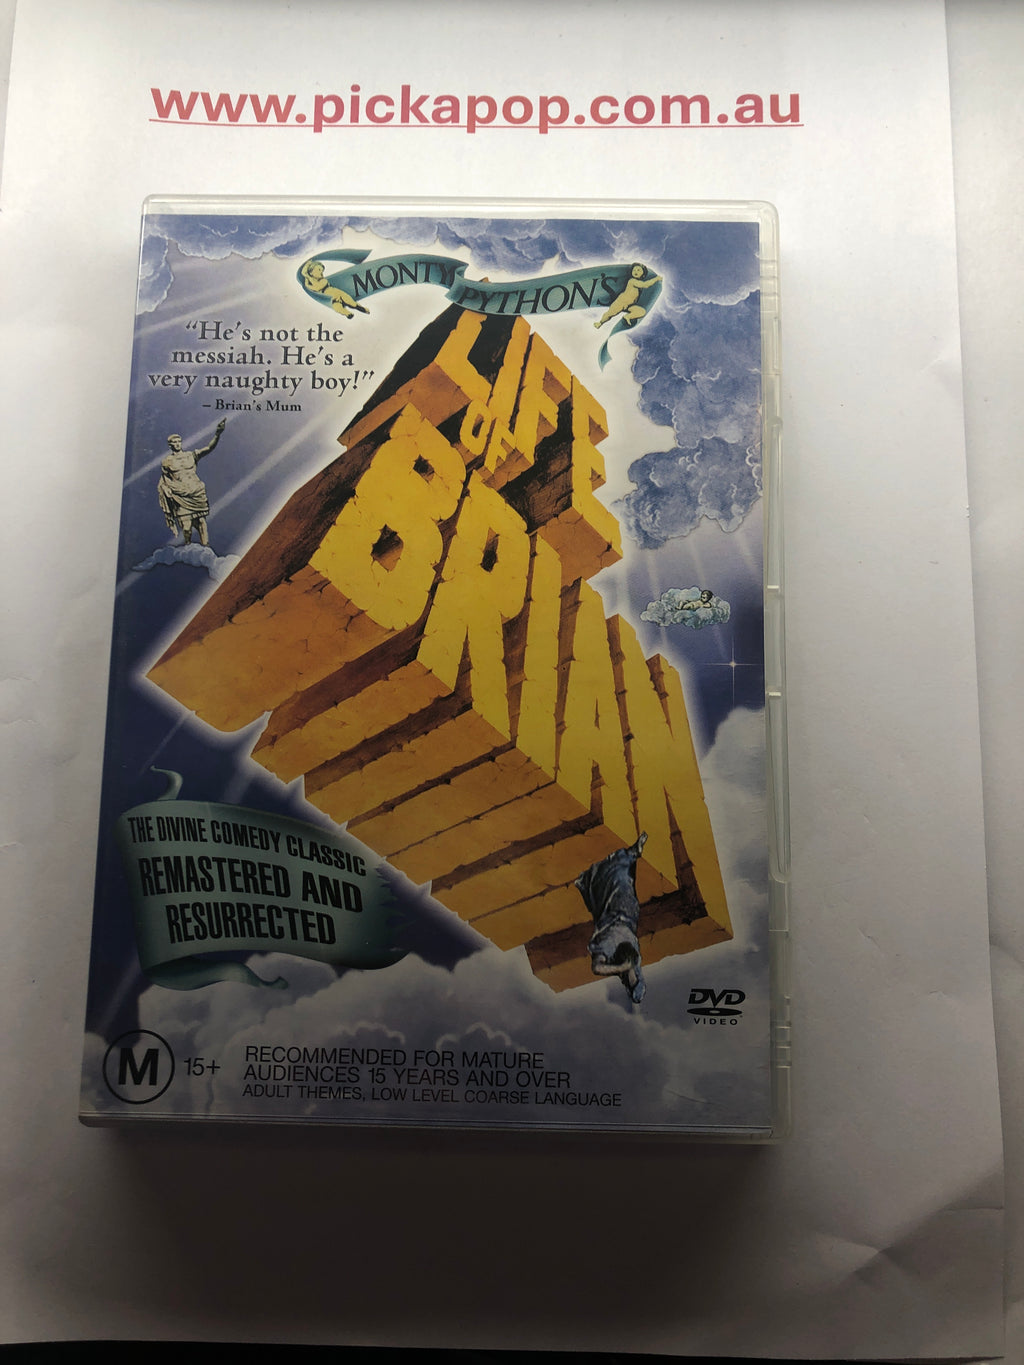 www.pickapop.com.au
MONTY PYTHON'S
"He's not the
messiah. He's a
very naughty boy!"
– Brian's Mum
LIFE
OF
BRIAN
THE DIVINE COMEDY CLASSIC
REMASTERED AND
RESURRECTED
DVD
VIDEO
M 15+
RECOMMENDED FOR MATURE
AUDIENCES 15 YEARS AND OVER
ADULT THEMES, LOW LEVEL COARSE LANGUAGE